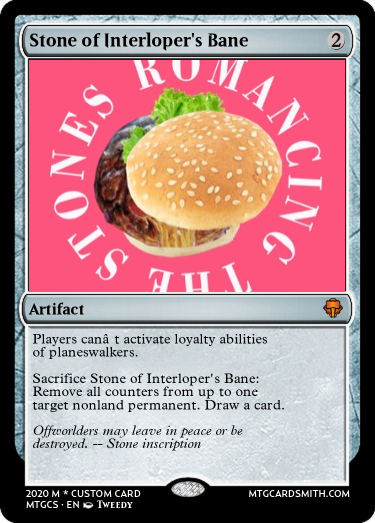 Stone of Interloper's Bane
2
THE STONES ROMANCING
Artifact
Players canâ t activate loyalty abilities
of planeswalkers.
Sacrifice Stone of Interloper's Bane:
Remove all counters from up to one
target nonland permanent. Draw a card.
Offworlders may leave in peace or be
destroyed. -- Stone inscription
2020 M * CUSTOM CARD
MTGCS · EN TWEEDY
MTGCARDSMITH.COM